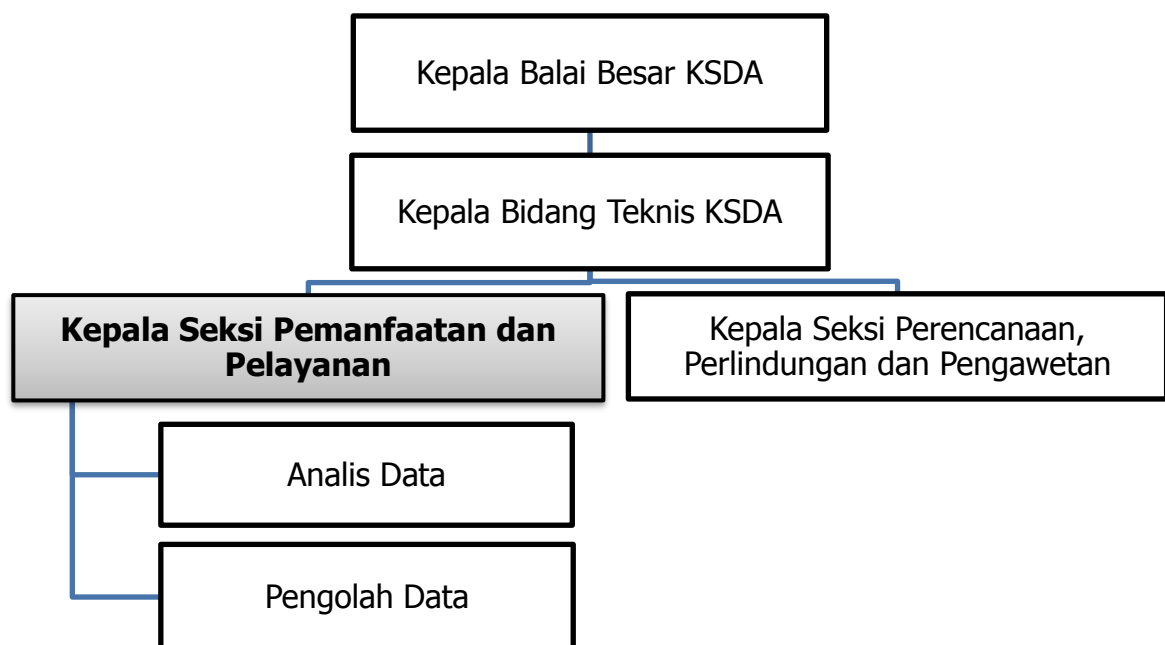 Kepala Balai Besar KSDA
Kepala Bidang Teknis KSDA
Kepala Seksi Pemanfaatan dan
Pelayanan
Kepala Seksi Perencanaan,
Perlindungan dan Pengawetan
Analis Data
Pengolah Data